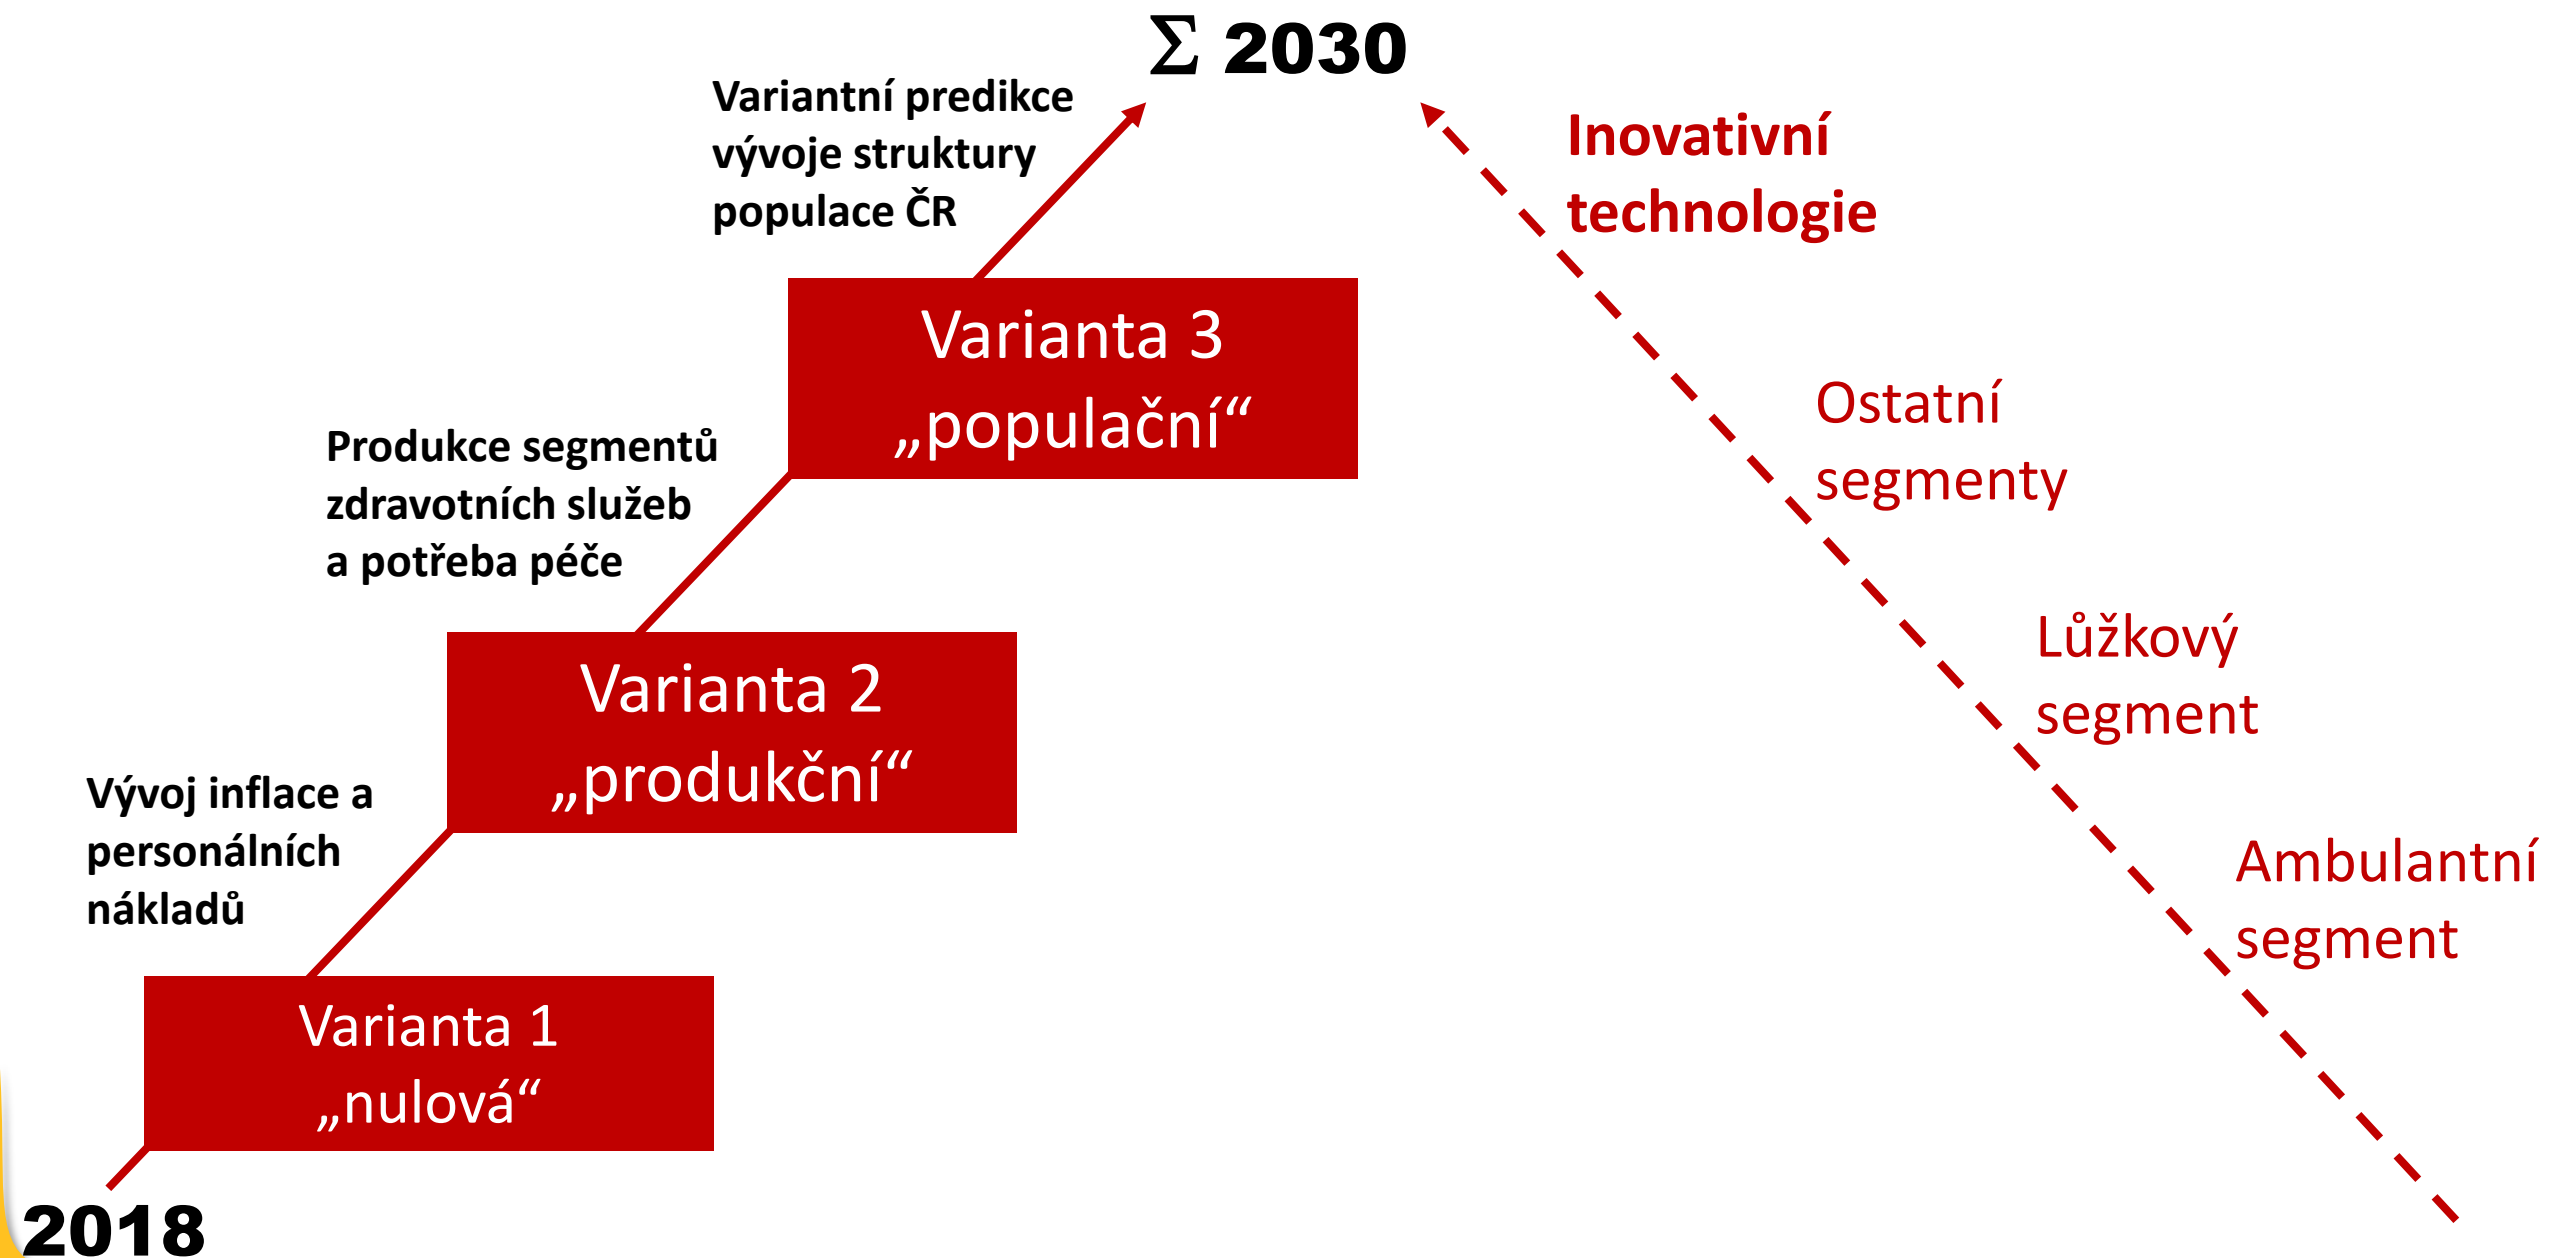 Σ 2030
Variantní predikce
vývoje struktury
populace ČR
Inovativní
technologie
Varianta 3
„populační“
Ostatní
segmenty
Produkce segmentů
zdravotních služeb
a potřeba péče
Lůžkový
segment
Varianta 2
„produkční“
Vývoj inflace a
personálních
nákladů
Ambulantní
segment
Varianta 1
„nulová“
2018